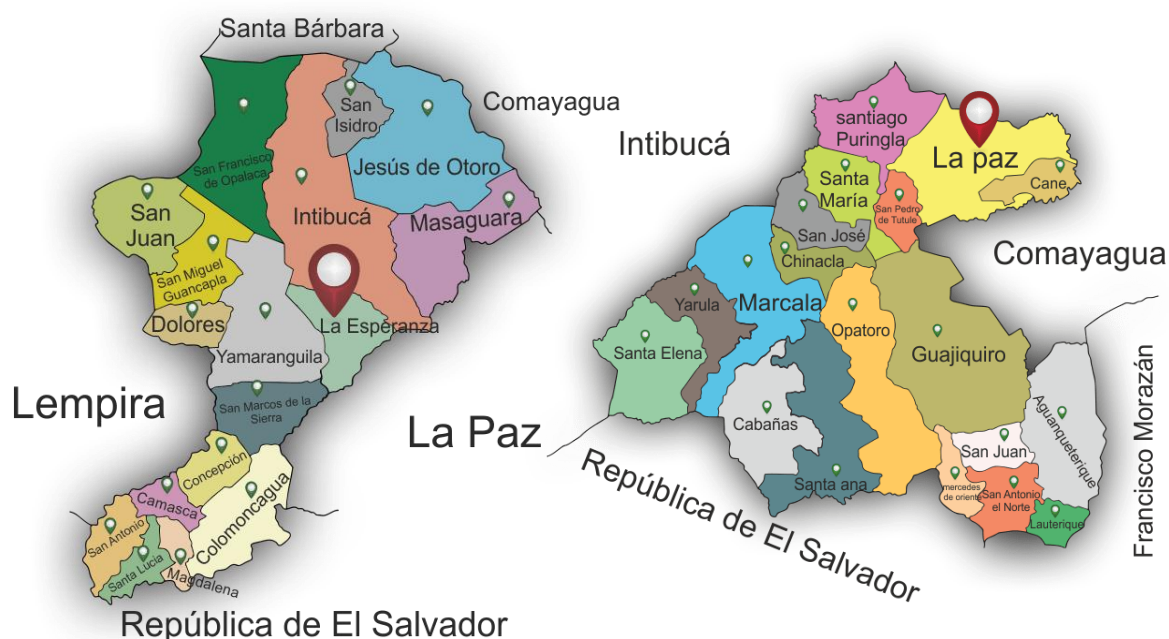 Santa Bárbara
Comayagua
San
Isidro
Jesús de Otoro
San Francisco
de Opalaca
Intibucá
Masaguara
San
Juan
San Miguel
Guancapla
Dolores
La Esperanza
Yamaranguila
Lempira
San Marcos de la
Sierra
La Paz
Concepción
Camasca
Colomoncagua
San Antonio
Santa Lucia
Magdalena
República de El Salvador
Intibucá
santiago
Puringla
La paz
Cane
Santa
María
San Pedro
de Tutule
San José
Chinacla
Comayagua
Marcala
Yarula
Opatoro
Santa Elena
Guajiquiro
Cabañas
Santa ana
Aguanqueterique
San Juan
mercedes
de oriente
San Antonio
el Norte
Lauterique
República de El Salvador
Francisco Morazán